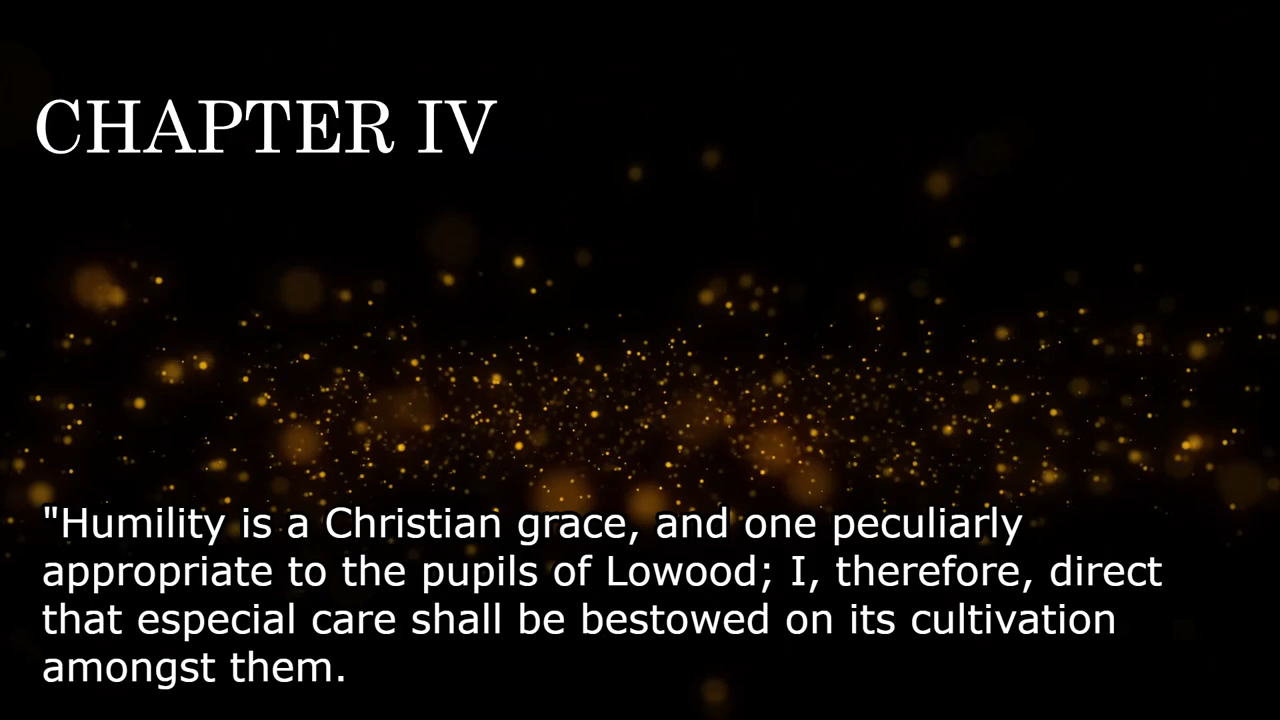 CHAPTER IV
"Humility is a Christian grace, and one peculiarly
appropriate to the pupils of Lowood; I, therefore, direct
that especial care shall be bestowed on its cultivation
amongst them.